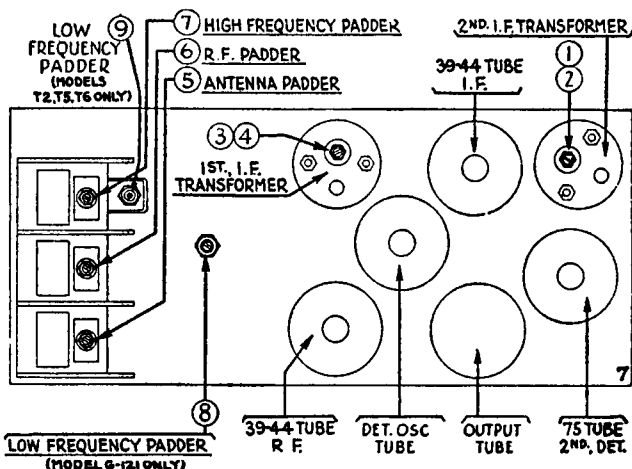 LOW
FREQUENCY
PADDER
(MODELS
T2, T5, T6 ONLY)
9
7 HIGH FREQUENCY PADDER
6 R.F. PADDER
5 ANTENNA PADDER
39-44 TUBE
I.F.
2ND. I.F. TRANSFORMER
1
2
3 4
1ST., I.F.
TRANSFORMER
8
LOW FREQUENCY PADDER
(MODEL G-121 ONLY)
39-44 TUBE
R F.
DET. OSC
TUBE
OUTPUT
TUBE
75 TUBE
2ND, DET.
7